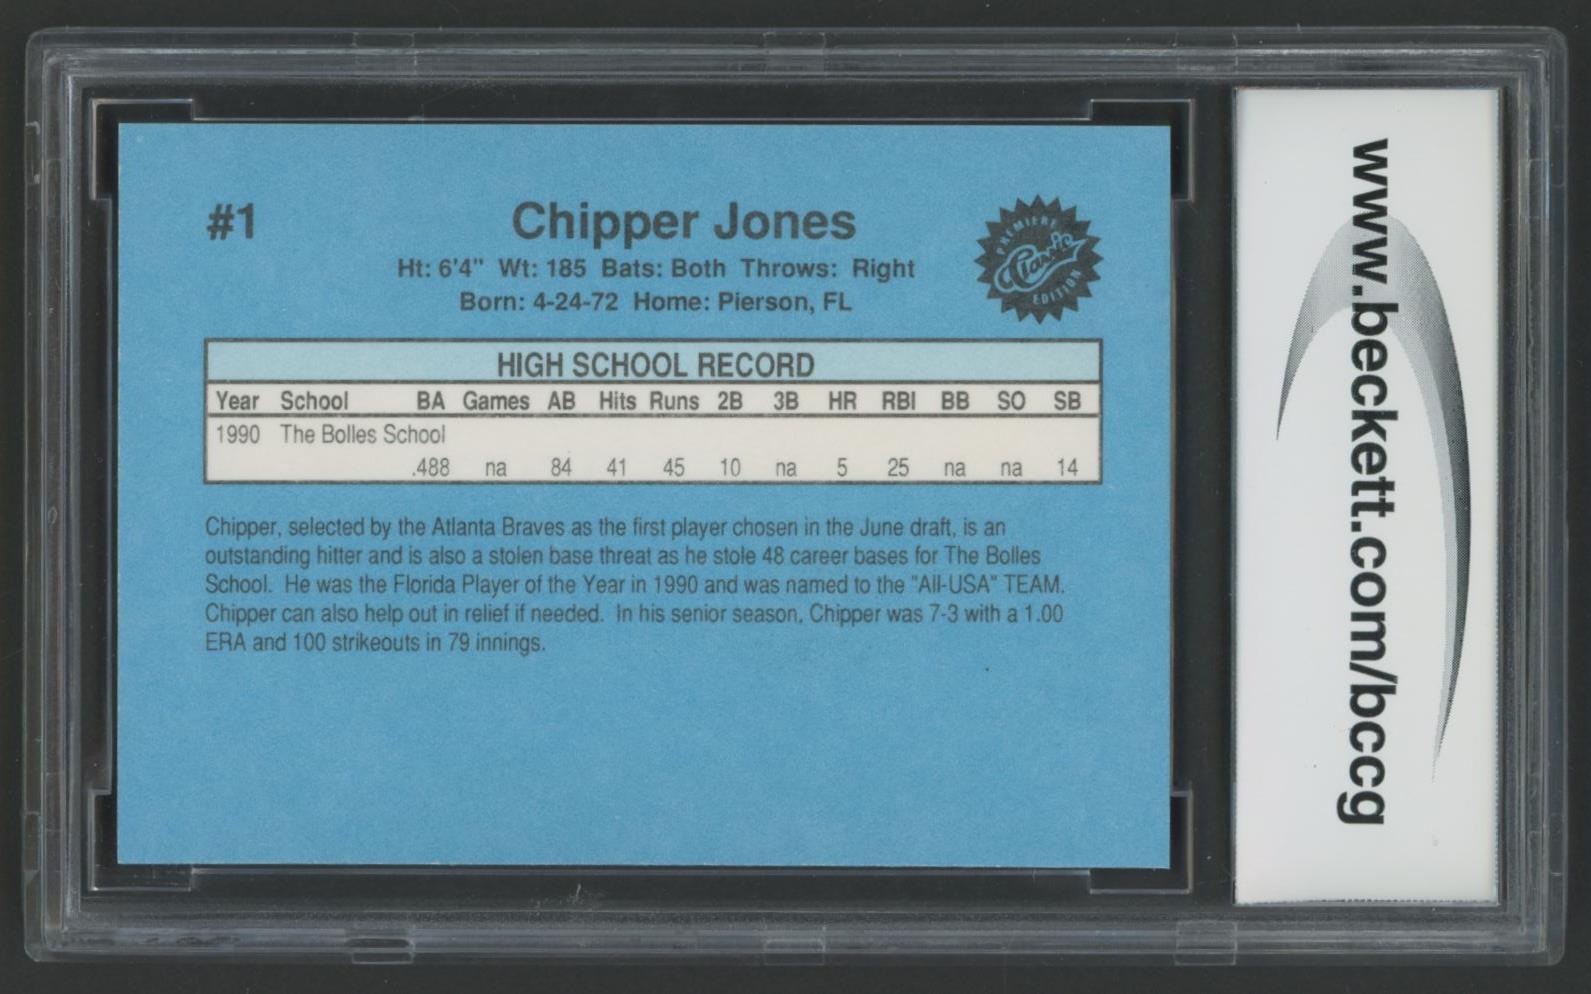 #1
Chipper Jones
Ht: 6'4" Wt: 185 Bats: Both Throws: Right
Born: 4-24-72 Home: Pierson, FL
PREMIERE
Classic
EDITION
HIGH SCHOOL RECORD
Year School BA Games AB Hits Runs 2B 3B HR RBI BB SO SB
1990 The Bolles School
.488 na 84 41 45 10 na 5 25 na na 14
Chipper, selected by the Atlanta Braves as the first player chosen in the June draft, is an
outstanding hitter and is also a stolen base threat as he stole 48 career bases for The Bolles
School. He was the Florida Player of the Year in 1990 and was named to the "All-USA" TEAM.
Chipper can also help out in relief if needed. In his senior season, Chipper was 7-3 with a 1.00
ERA and 100 strikeouts in 79 innings.
www.beckett.com/bccg